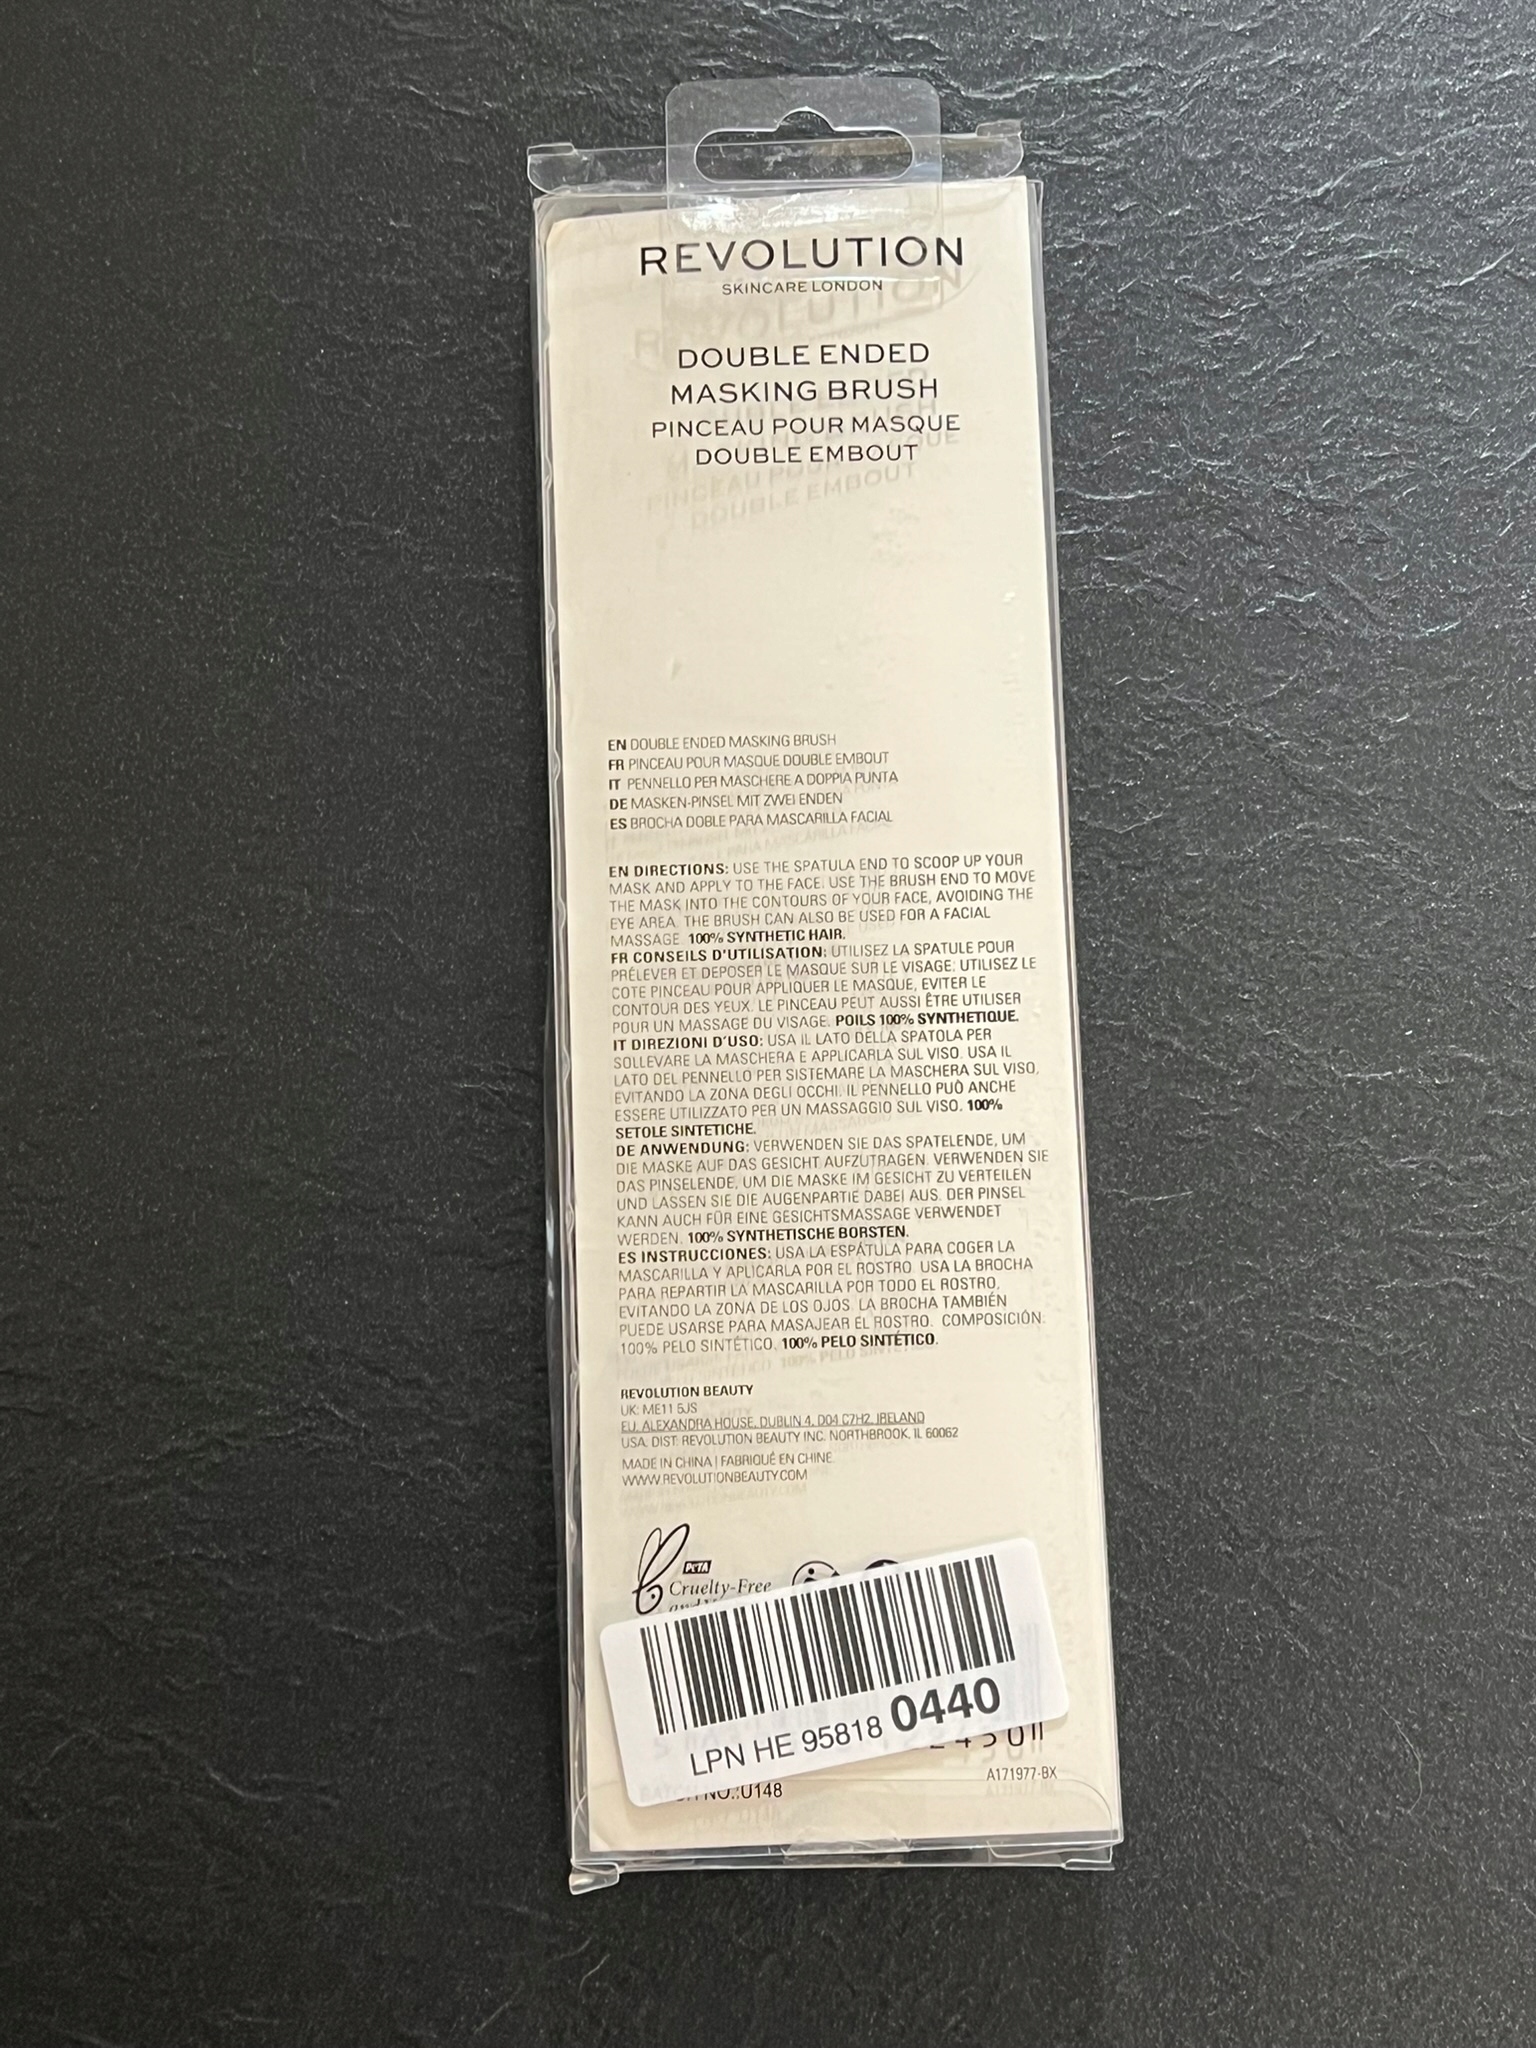 REVOLUTION
SKINCARE LONDON
DOUBLE ENDED
MASKING BRUSH
PINCEAU POUR MASQUE
DOUBLE EMBOUT
EN DOUBLE ENDED MASKING BRUSH
FR PINCEAU POUR MASQUE DOUBLE EMBOUT
IT PENNELLO PER MASCHERE A DOPPIA PUNTA
DE MASKEN-PINSEL MIT ZWEI ENDEN
ES BROCHA DOBLE PARA MASCARILLA FACIAL
EN DIRECTIONS: USE THE SPATULA END TO SCOOP UP YOUR
MASK AND APPLY TO THE FACE. USE THE BRUSH END TO MOVE
THE MASK INTO THE CONTOURS OF YOUR FACE, AVOIDING THE
EYE AREA. THE BRUSH CAN ALSO BE USED FOR A FACIAL
MASSAGE. 100% SYNTHETIC HAIR.
FR CONSEILS D'UTILISATION: UTILISEZ LA SPATULE POUR
PRÉLEVER ET DEPOSER LE MASQUE SUR LE VISAGE. UTILISEZ LE
COTE PINCEAU POUR APPLIQUER LE MASQUE, EVITER LE
CONTOUR DES YEUX. LE PINCEAU PEUT AUSSI ÊTRE UTILISER
POUR UN MASSAGE DU VISAGE. POILS 100% SYNTHETIQUE.
IT DIREZIONI D'USO: USA IL LATO DELLA SPATOLA PER
SOLLEVARE LA MASCHERA E APPLICARLA SUL VISO. USA IL
LATO DEL PENNELLO PER SISTEMARE LA MASCHERA SUL VISO,
EVITANDO LA ZONA DEGLI OCCHI. IL PENNELLO PUÒ ANCHE
ESSERE UTILIZZATO PER UN MASSAGGIO SUL VISO. 100%
SETOLE SINTETICHE.
DE ANWENDUNG: VERWENDEN SIE DAS SPATELENDE, UM
DIE MASKE AUF DAS GESICHT AUFZUTRAGEN. VERWENDEN SIE
DAS PINSELENDE, UM DIE MASKE IM GESICHT ZU VERTEILEN
UND LASSEN SIE DIE AUGENPARTIE DABEI AUS. DER PINSEL
KANN AUCH FÜR EINE GESICHTSMASSAGE VERWENDET
WERDEN. 100% SYNTHETISCHE BORSTEN.
ES INSTRUCCIONES: USA LA ESPÁTULA PARA COGER LA
MASCARILLA Y APLICARLA POR EL ROSTRO. USA LA BROCHA
PARA REPARTIR LA MASCARILLA POR TODO EL ROSTRO,
EVITANDO LA ZONA DE LOS OJOS. LA BROCHA TAMBIÉN
PUEDE USARSE PARA MASAJEAR EL ROSTRO. COMPOSICIÓN:
100% PELO SINTÉTICO. 100% PELO SINTÉTICO.
REVOLUTION BEAUTY
UK: ME11 5JS
EU. ALEXANDRA HOUSE, DUBLIN 4, D04 C7H2, IRELAND
USA. DIST. REVOLUTION BEAUTY INC. NORTHBROOK, IL 60062
MADE IN CHINA | FABRIQUÉ EN CHINE
WWW.REVOLUTIONBEAUTY.COM
PETA
Cruelty-Free
LPN HE 95818 0440
NO.:U148
A171977-BX